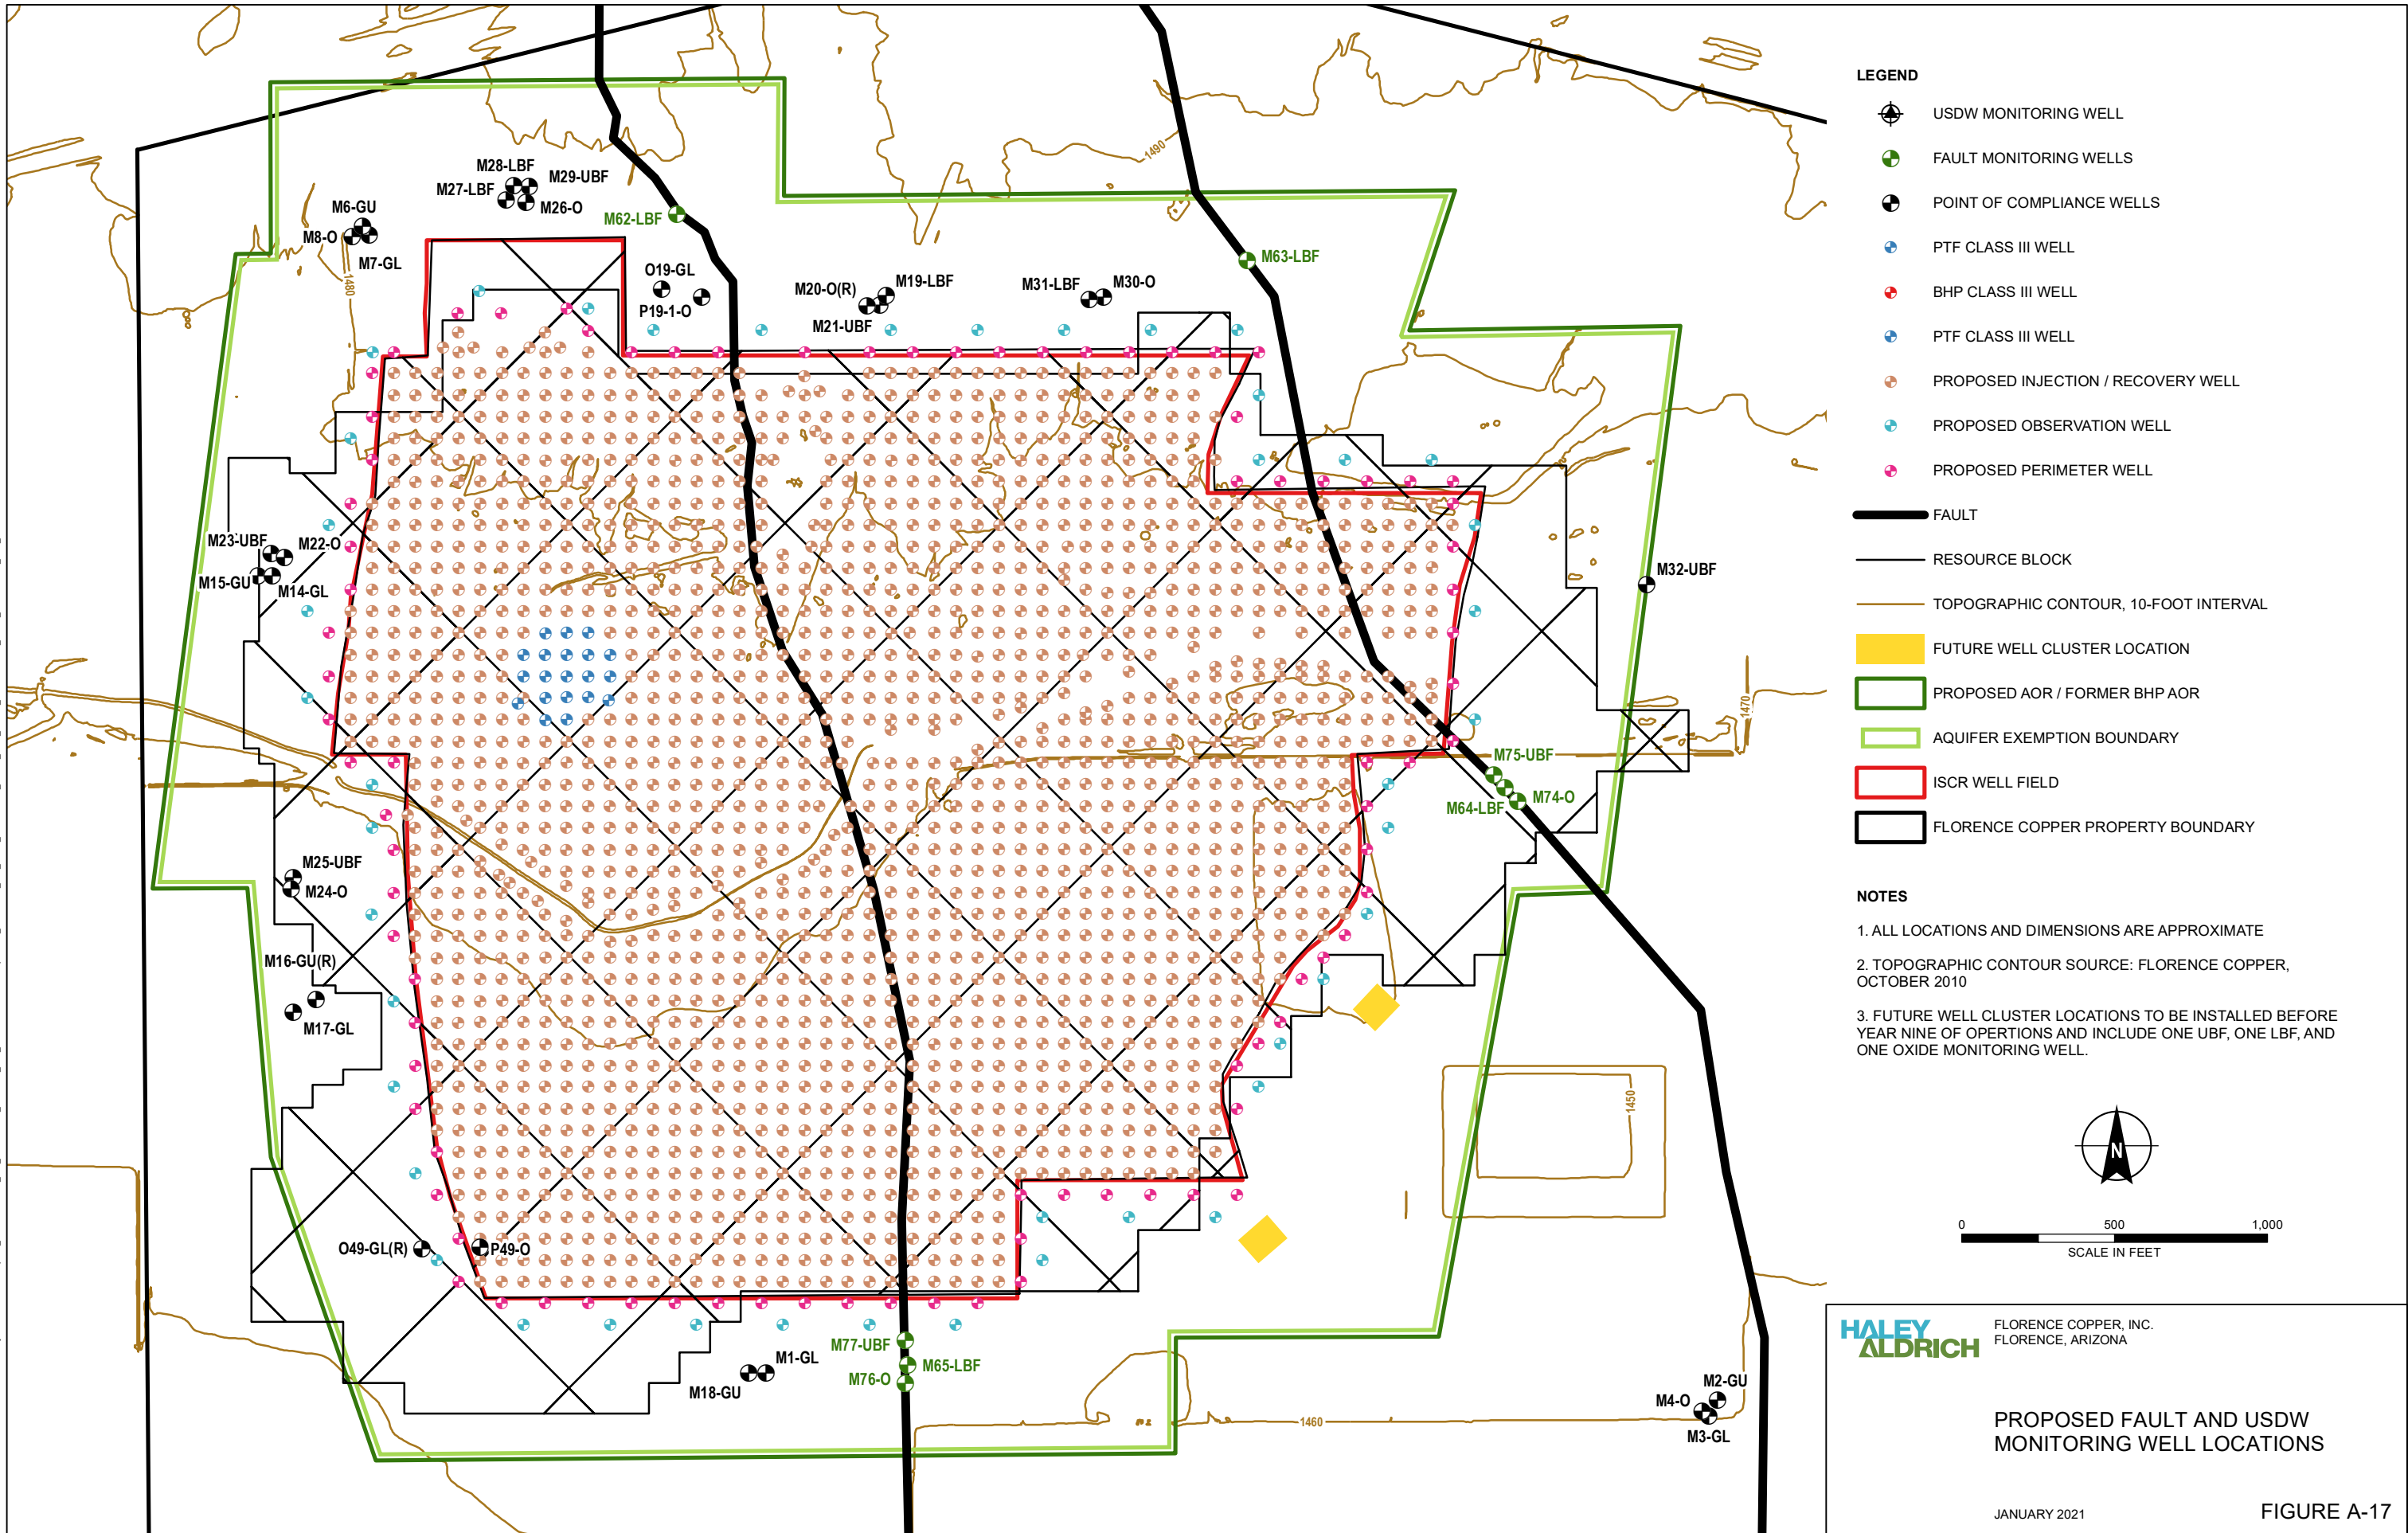 1490
M28-LBF
M29-UBF
M27-LBF
M26-O
M6-GU
M8-O
M7-GL
1480
M62-LBF
M63-LBF
O19-GL
P19-1-O
M20-O(R)
M19-LBF
M21-UBF
M31-LBF
M30-O
M23-UBF
M22-O
M15-GU
M14-GL
M32-UBF
1470
M75-UBF
M64-LBF
M74-O
M25-UBF
M24-O
M16-GU(R)
M17-GL
1450
O49-GL(R)
P49-O
M77-UBF
M65-LBF
M76-O
M1-GL
M18-GU
1460
M2-GU
M4-O
M3-GL
LEGEND
USDW MONITORING WELL
FAULT MONITORING WELLS
POINT OF COMPLIANCE WELLS
PTF CLASS III WELL
BHP CLASS III WELL
PTF CLASS III WELL
PROPOSED INJECTION / RECOVERY WELL
PROPOSED OBSERVATION WELL
PROPOSED PERIMETER WELL
FAULT
RESOURCE BLOCK
TOPOGRAPHIC CONTOUR, 10-FOOT INTERVAL
FUTURE WELL CLUSTER LOCATION
PROPOSED AOR / FORMER BHP AOR
AQUIFER EXEMPTION BOUNDARY
ISCR WELL FIELD
FLORENCE COPPER PROPERTY BOUNDARY
NOTES
1. ALL LOCATIONS AND DIMENSIONS ARE APPROXIMATE
2. TOPOGRAPHIC CONTOUR SOURCE: FLORENCE COPPER,
OCTOBER 2010
3. FUTURE WELL CLUSTER LOCATIONS TO BE INSTALLED BEFORE
YEAR NINE OF OPERTIONS AND INCLUDE ONE UBF, ONE LBF, AND
ONE OXIDE MONITORING WELL.
N
0 500 1,000
SCALE IN FEET
HALEY
ALDRICH
FLORENCE COPPER, INC.
FLORENCE, ARIZONA
PROPOSED FAULT AND USDW
MONITORING WELL LOCATIONS
JANUARY 2021
FIGURE A-17